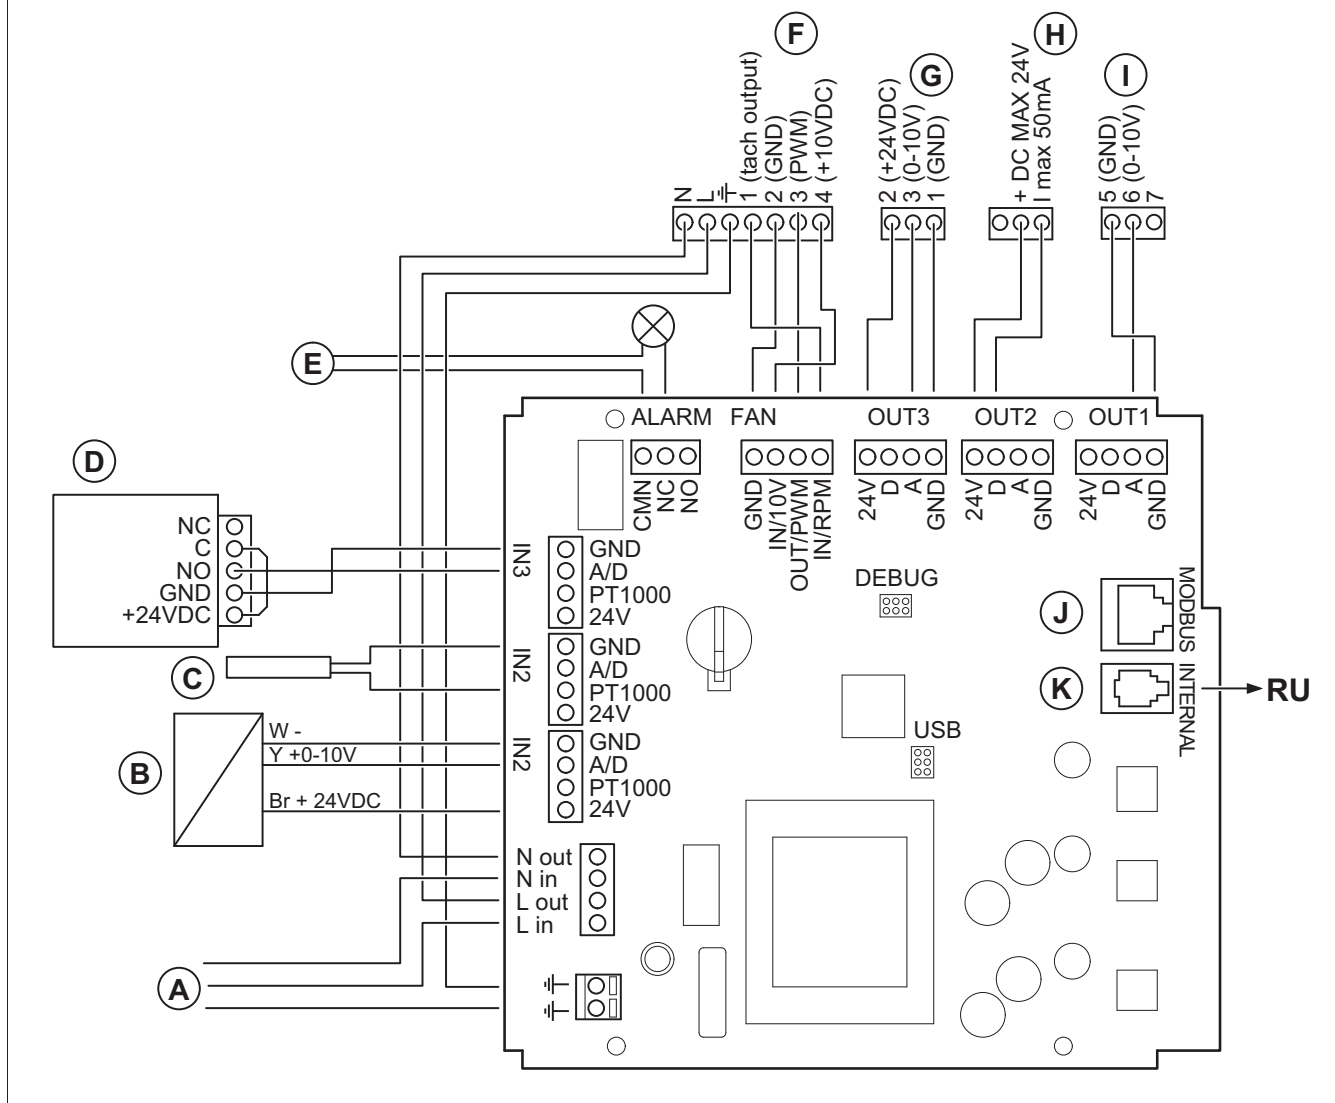 F
H
G
I
N
L
1 (tach output)
2 (GND)
3 (PWM)
4 (+10VDC)
2 (+24VDC)
3 (0-10V)
1 (GND)
+ DC MAX 24V
I max 50mA
5 (GND)
6 (0-10V)
7
E
ALARM
FAN
OUT3
OUT2
OUT1
CMN
NC
NO
GND
IN/10V
OUT/PWM
IN/RPM
24V
D
A
GND
24V
D
A
GND
24V
D
A
GND
D
NC
C
NO
GND
+24VDC
IN3
GND
A/D
PT1000
24V
DEBUG
J
MODBUS
C
IN2
GND
A/D
PT1000
24V
K
INTERNAL
RU
B
W -
Y +0-10V
Br + 24VDC
IN2
GND
A/D
PT1000
24V
USB
N out
N in
L out
L in
A